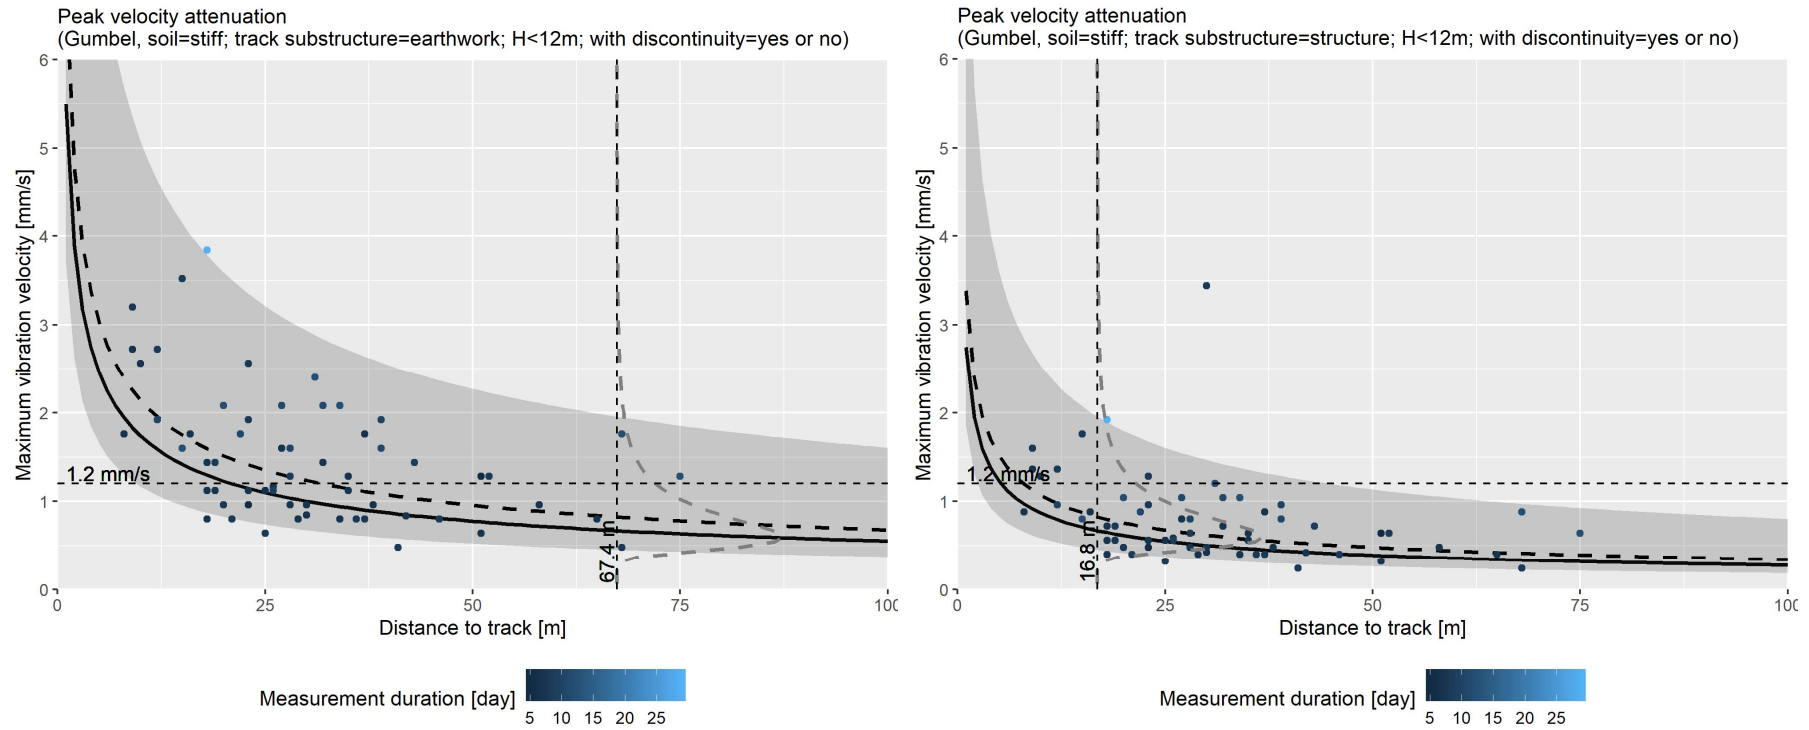 Peak velocity attenuation
(Gumbel, soil=stiff; track substructure=earthwork; H<12m; with discontinuity=yes or no)
6
5
4
3
2
1
0
Maximum vibration velocity [mm/s]
1.2 mm/s
67.4 m
0
25
50
75
100
Distance to track [m]
Measurement duration [day]
5 10 15 20 25
Peak velocity attenuation
(Gumbel, soil=stiff; track substructure=structure; H<12m; with discontinuity=yes or no)
6
5
4
3
2
1
0
Maximum vibration velocity [mm/s]
1.2 mm/s
16.8 m
0
25
50
75
100
Distance to track [m]
Measurement duration [day]
5 10 15 20 25